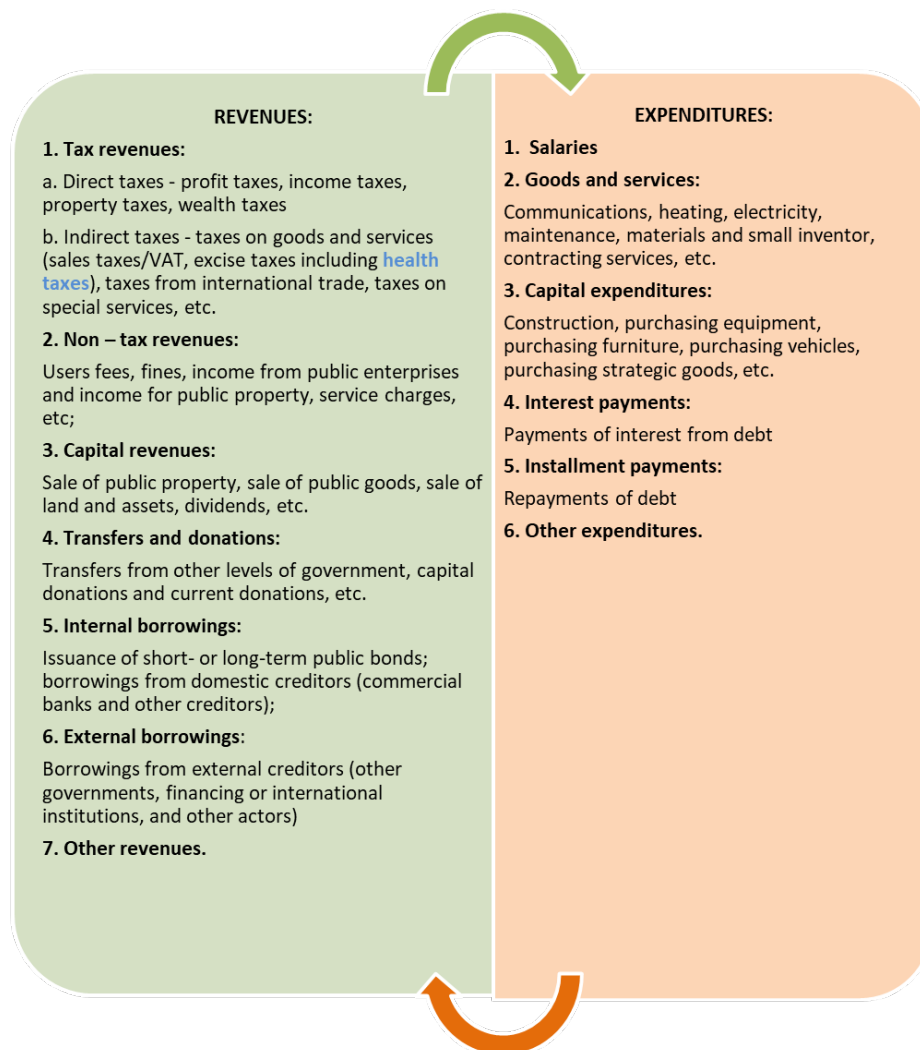 REVENUES:
1. Tax revenues:
a. Direct taxes - profit taxes, income taxes,
property taxes, wealth taxes
b. Indirect taxes - taxes on goods and services
(sales taxes/VAT, excise taxes including health
taxes), taxes from international trade, taxes on
special services, etc.
2. Non – tax revenues:
Users fees, fines, income from public enterprises
and income for public property, service charges,
etc;
3. Capital revenues:
Sale of public property, sale of public goods, sale of
land and assets, dividends, etc.
4. Transfers and donations:
Transfers from other levels of government, capital
donations and current donations, etc.
5. Internal borrowings:
Issuance of short- or long-term public bonds;
borrowings from domestic creditors (commercial
banks and other creditors);
6. External borrowings:
Borrowings from external creditors (other
governments, financing or international
institutions, and other actors)
7. Other revenues.
EXPENDITURES:
1. Salaries
2. Goods and services:
Communications, heating, electricity,
maintenance, materials and small inventor,
contracting services, etc.
3. Capital expenditures:
Construction, purchasing equipment,
purchasing furniture, purchasing vehicles,
purchasing strategic goods, etc.
4. Interest payments:
Payments of interest from debt
5. Installment payments:
Repayments of debt
6. Other expenditures.